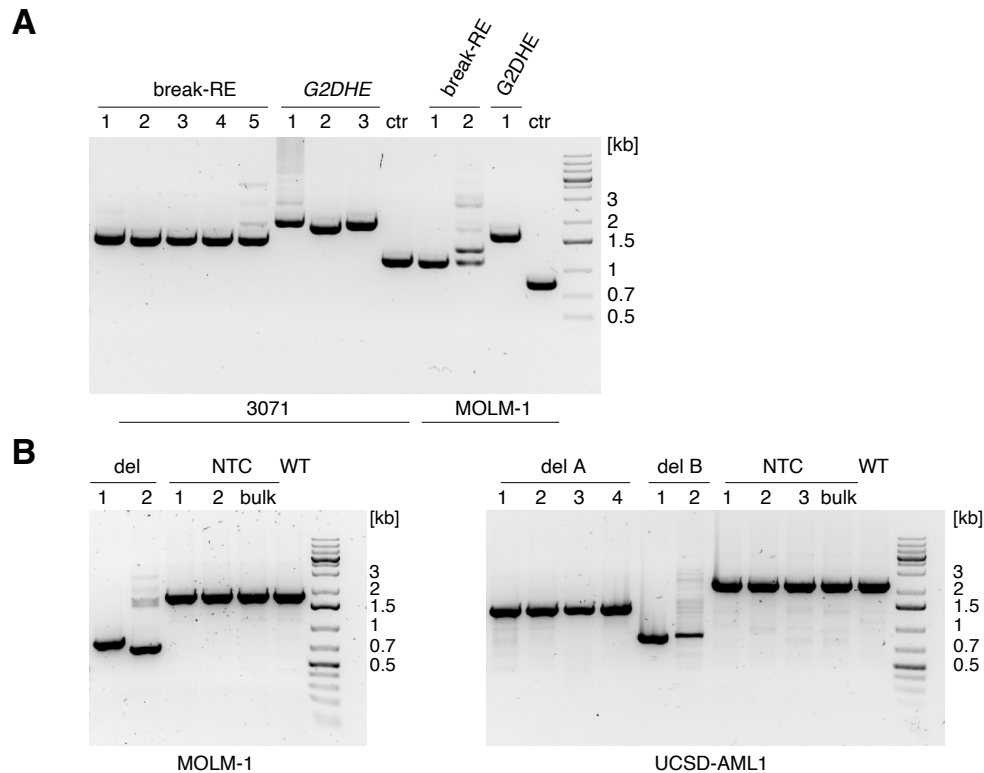 A
break-RE G2DHE break-RE G2DHE
1 2 3 4 5 1 2 3 ctr 1 2 1 ctr
[kb]
3
2
1.5
1
0.7
0.5
3071 MOLM-1
B
del NTC WT
1 2 1 2 bulk
[kb]
3
2
1.5
1
0.7
0.5
MOLM-1
del A del B NTC WT
1 2 3 4 1 2 1 2 3 bulk
[kb]
3
2
1.5
1
0.7
0.5
UCSD-AML1